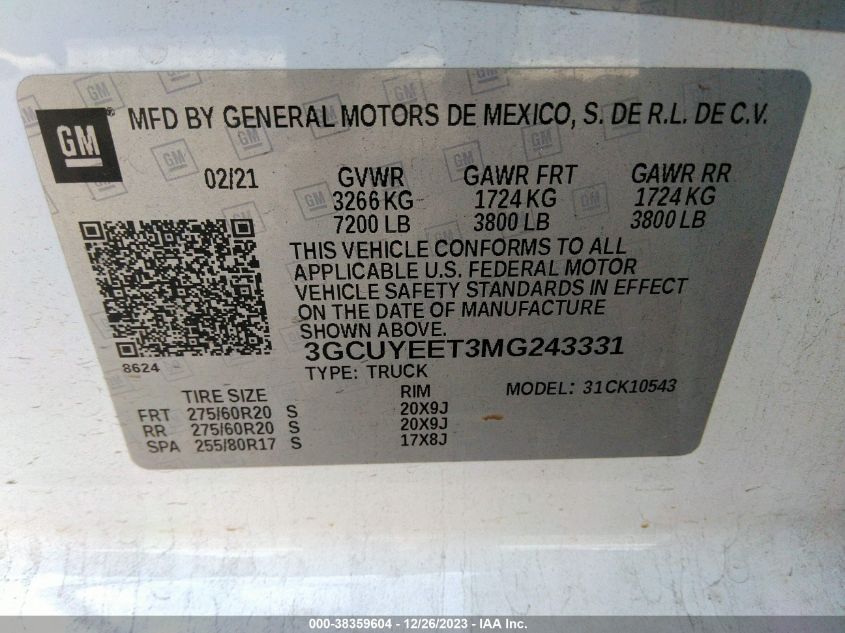 GM ® MFD BY GENERAL MOTORS DE MEXICO, S. DE R.L. DE C.V.
02/21 GVWR GAWR FRT GAWR RR
3266 KG 1724 KG 1724 KG
7200 LB 3800 LB 3800 LB
THIS VEHICLE CONFORMS TO ALL
APPLICABLE U.S. FEDERAL MOTOR
VEHICLE SAFETY STANDARDS IN EFFECT
ON THE DATE OF MANUFACTURE
SHOWN ABOVE.
3GCUYEET3MG243331
8624 TYPE: TRUCK MODEL: 31CK10543
TIRE SIZE RIM
FRT 275/60R20 S 20X9J
RR 275/60R20 S 20X9J
SPA 255/80R17 S 17X8J
000-38359604 - 12/26/2023 - IAA Inc.